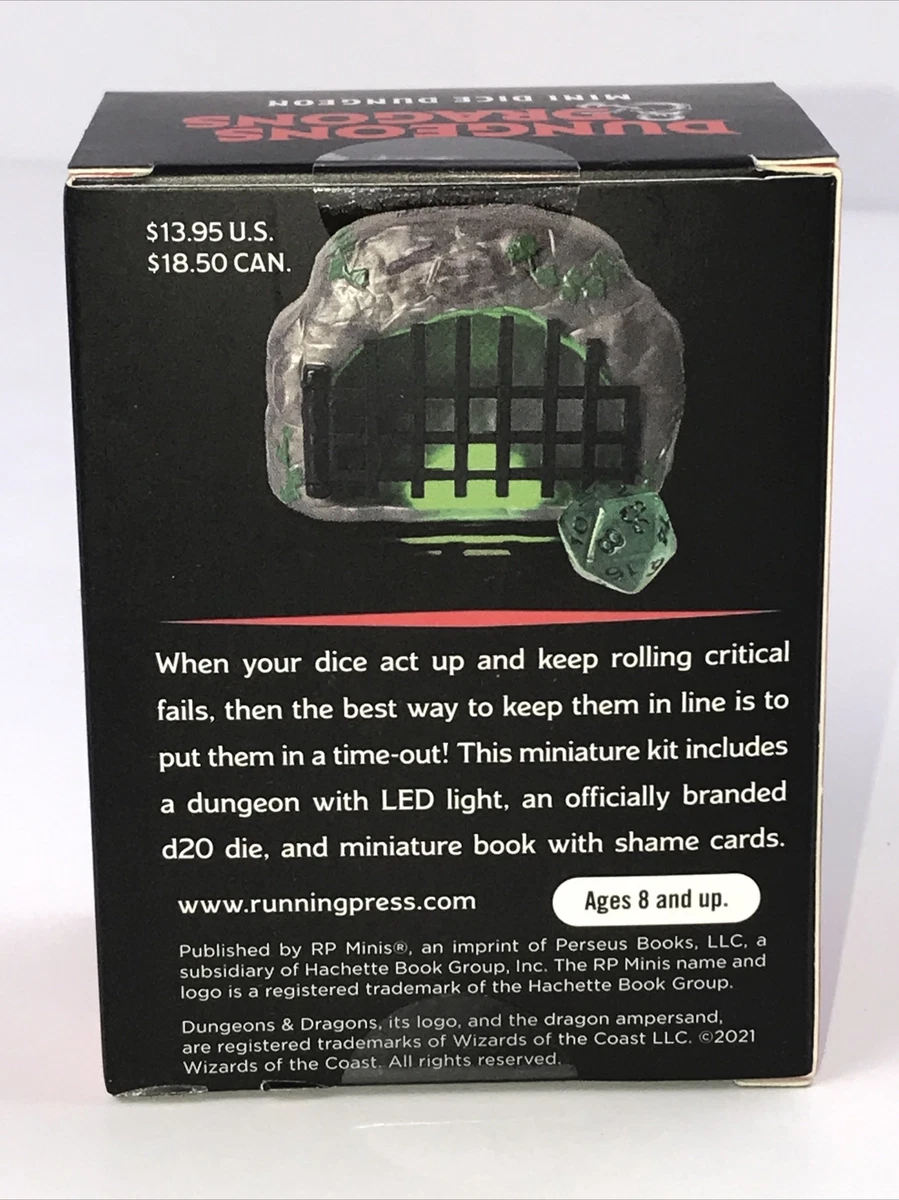 MINI DICE DUNGEON
DUNGEONS
& DRAGONS
$13.95 U.S.
$18.50 CAN.
10
8
16
When your dice act up and keep rolling critical
fails, then the best way to keep them in line is to
put them in a time-out! This miniature kit includes
a dungeon with LED light, an officially branded
d20 die, and miniature book with shame cards.
www.runningpress.com
Ages 8 and up.
Published by RP Minis®, an imprint of Perseus Books, LLC, a
subsidiary of Hachette Book Group, Inc. The RP Minis name and
logo is a registered trademark of the Hachette Book Group.
Dungeons & Dragons, its logo, and the dragon ampersand,
are registered trademarks of Wizards of the Coast LLC. ©2021
Wizards of the Coast. All rights reserved.